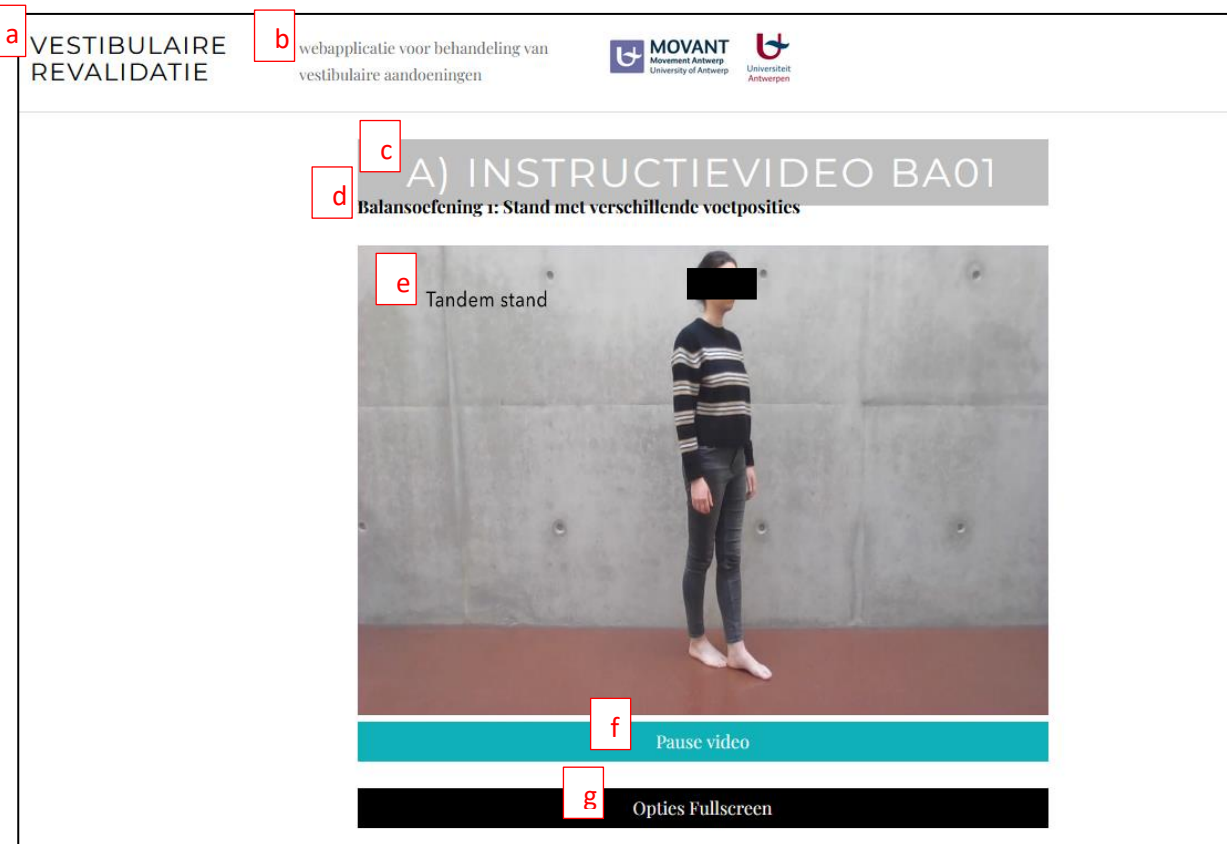 a
VESTIBULAIRE
REVALIDATIE
b
webapplicatie voor behandeling van
vestibulaire aandoeningen
MOVANT
Movement Antwerp
University of Antwerp
Universiteit
Antwerpen
c
A) INSTRUCTIEVIDEO BA01
d
Balansoefening 1: Stand met verschillende voetposities
e
Tandem stand
f
Pause video
g
Opties Fullscreen